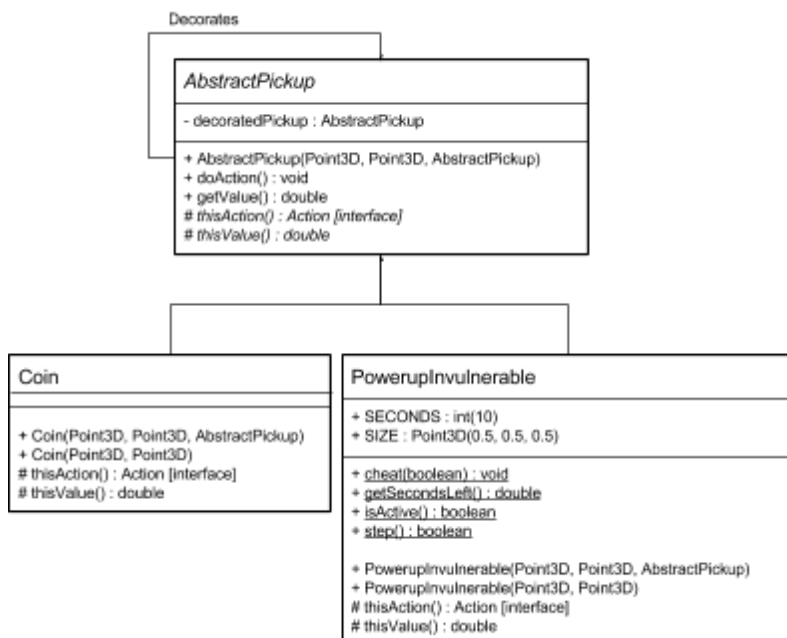 Decorates
AbstractPickup
- decoratedPickup : AbstractPickup
+ AbstractPickup(Point3D, Point3D, AbstractPickup)
+ doAction() : void
+ getValue() : double
# thisAction() : Action [interface]
# thisValue() : double
Coin
+ Coin(Point3D, Point3D, AbstractPickup)
+ Coin(Point3D, Point3D)
# thisAction() : Action [interface]
# thisValue() : double
PowerupInvulnerable
+ SECONDS : int(10)
+ SIZE : Point3D(0.5, 0.5, 0.5)
+ cheat(boolean) : void
+ getSecondsLeft() : double
+ isActive() : boolean
+ step() : boolean
+ PowerupInvulnerable(Point3D, Point3D, AbstractPickup)
+ PowerupInvulnerable(Point3D, Point3D)
# thisAction() : Action [interface]
# thisValue() : double